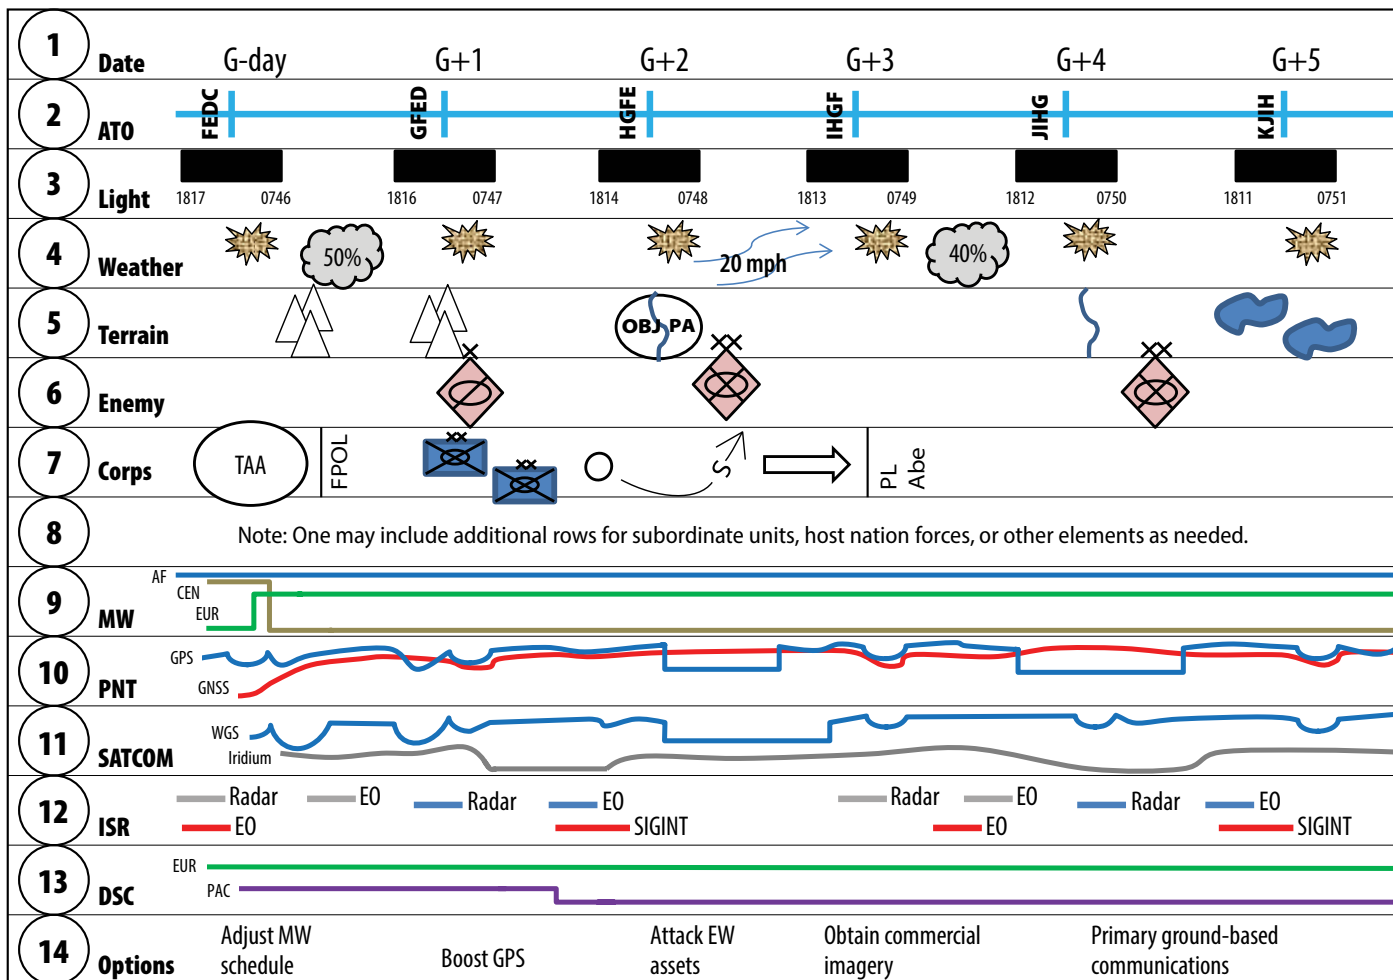 1 Date G-day G+1 G+2 G+3 G+4 G+5
2 ATO FEDC GFED HGFE IHGF JIHG KJIH
3 Light 1817 0746 1816 0747 1814 0748 1813 0749 1812 0750 1811 0751
4 Weather 50% 20 mph 40%
5 Terrain OBJ PA
6 Enemy
7 Corps TAA FPOL S PL Abe
8 Note: One may include additional rows for subordinate units, host nation forces, or other elements as needed.
9 MW
AF
CEN
EUR
10 PNT
GPS
GNSS
11 SATCOM
WGS
Iridium
12 ISR
Radar EO Radar EO Radar EO Radar EO
EO SIGINT EO SIGINT
13 DSC
EUR
PAC
14 Options
Adjust MW
schedule
Boost GPS
Attack EW
assets
Obtain commercial
imagery
Primary ground-based
communications